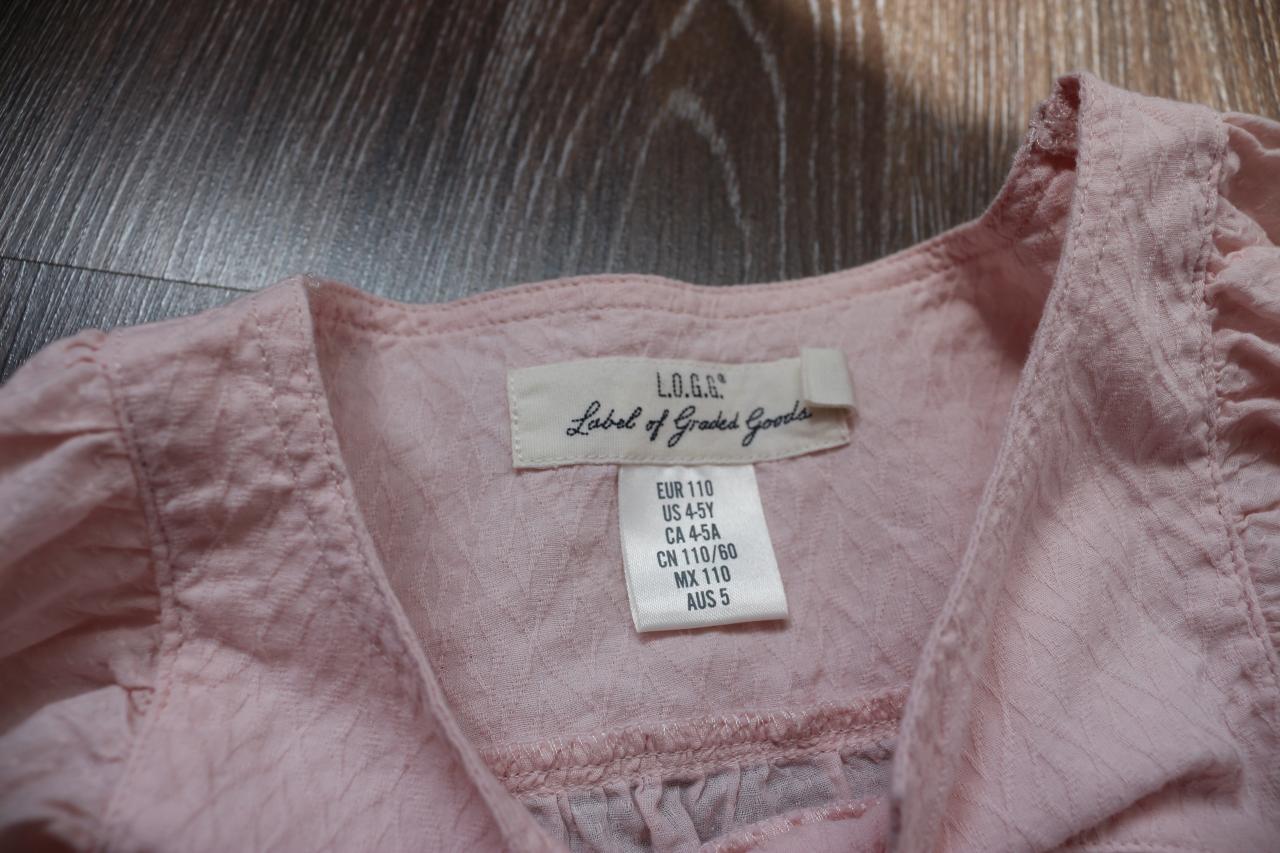 L.O.G.G.®
Label of Graded Goods
EUR 110
US 4-5Y
CA 4-5A
CN 110/60
MX 110
AUS 5